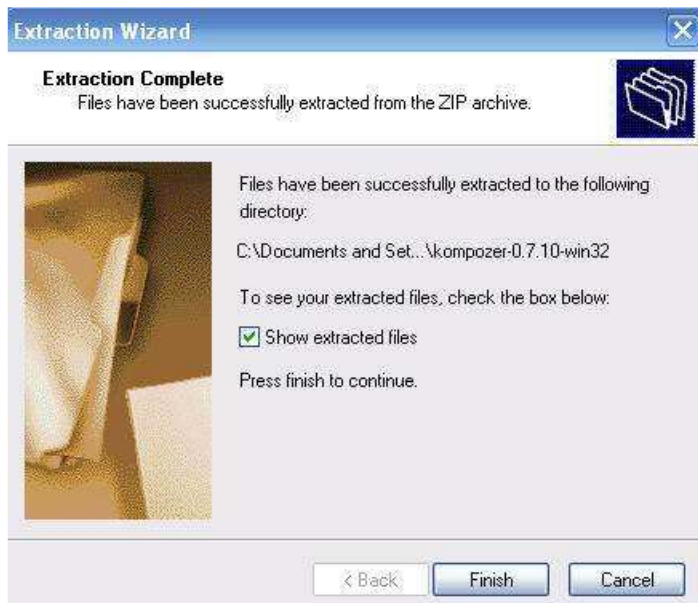 Extraction Wizard
Extraction Complete
Files have been successfully extracted from the ZIP archive.
Files have been successfully extracted to the following
directory:
C:\Documents and Set...\kompozer-0.7.10-win32
To see your extracted files, check the box below:
Show extracted files
Press finish to continue.
< Back
Finish
Cancel